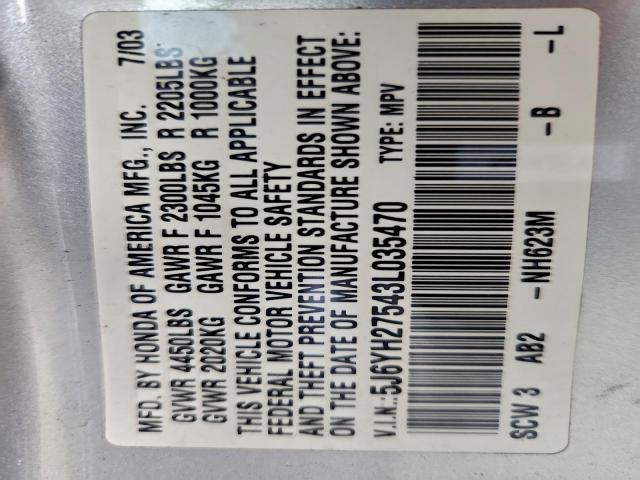 MFD. BY HONDA OF AMERICA MFG., INC. 7/03
GVWR 4450LBS GAWR F 2300LBS R 2205LBS
GVWR 2020KG GAWR F 1045KG R 1000KG
THIS VEHICLE CONFORMS TO ALL APPLICABLE
FEDERAL MOTOR VEHICLE SAFETY
AND THEFT PREVENTION STANDARDS IN EFFECT
ON THE DATE OF MANUFACTURE SHOWN ABOVE:
V.I.N.:5J6YH27543L035470 TYPE: MPV
SCW 3 AB2 -NH623M -B -L